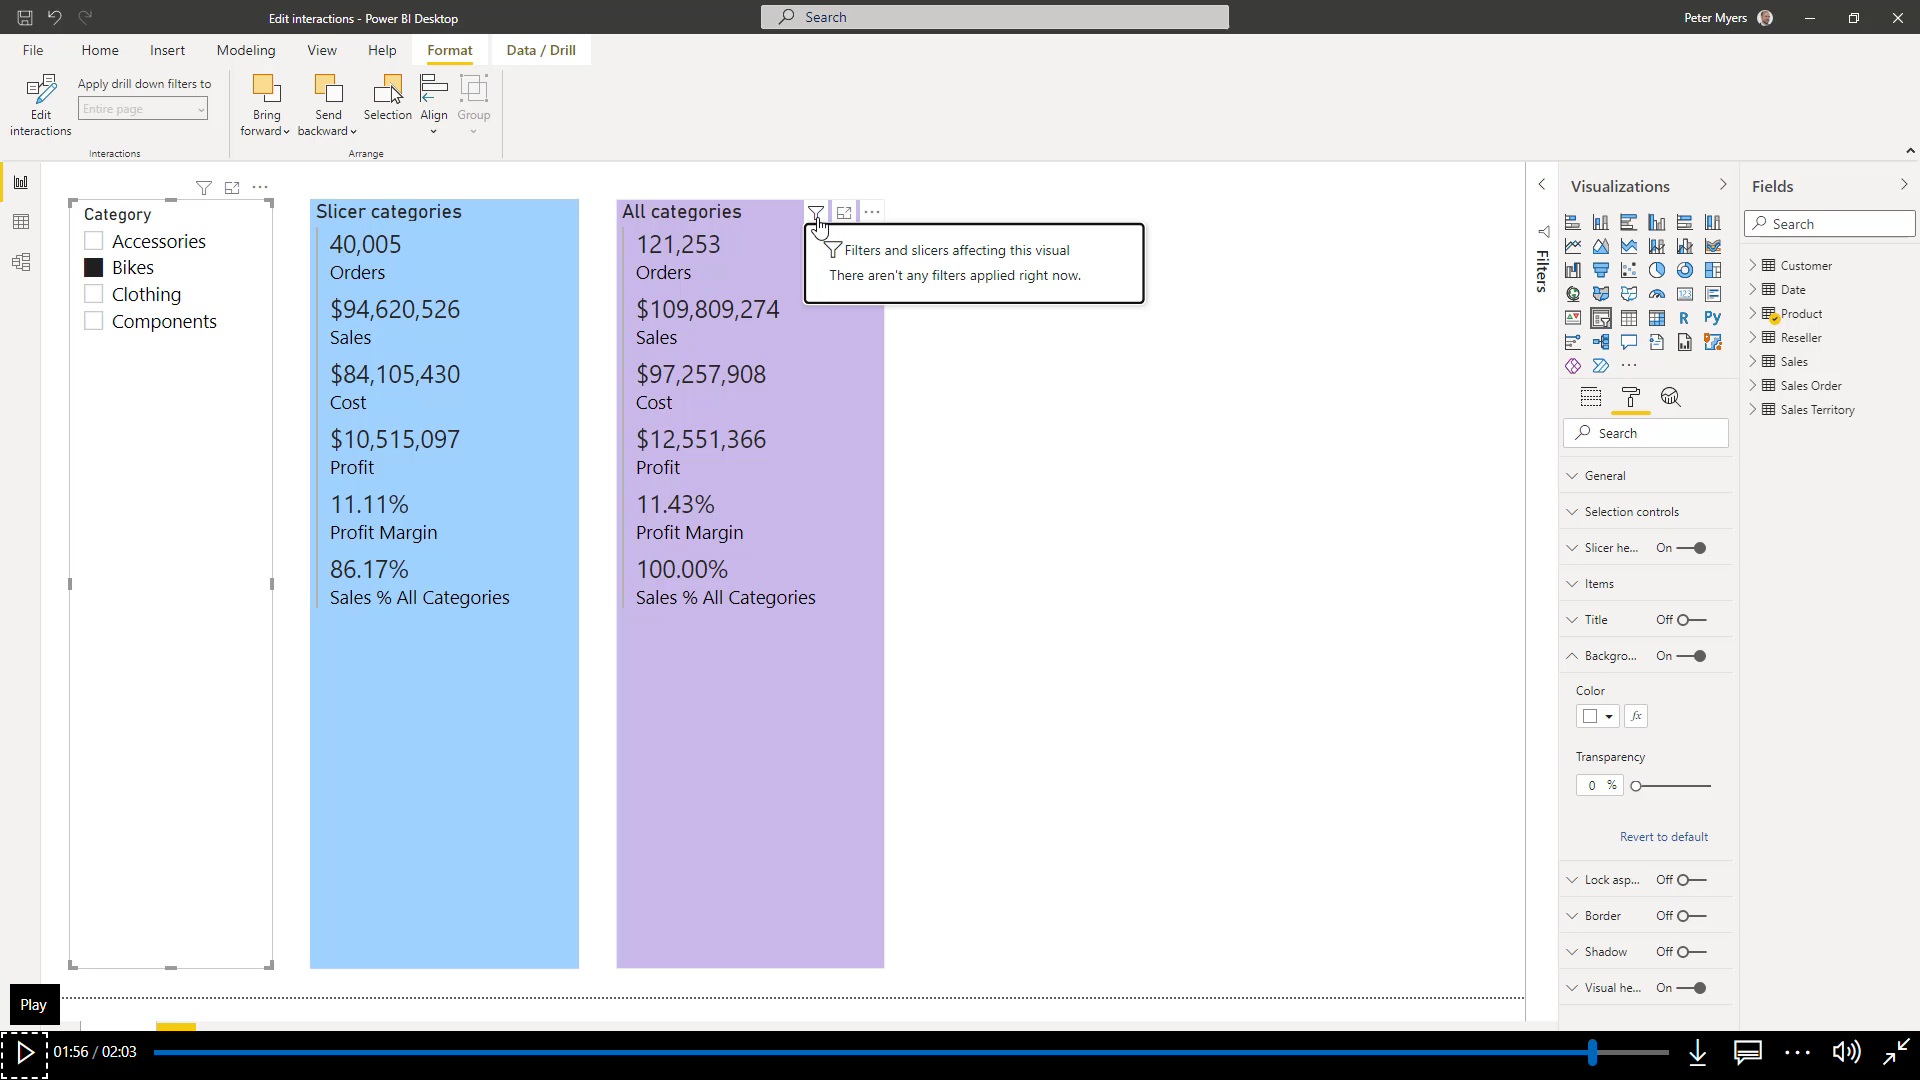 Edit interactions - Power BI Desktop
Search
Peter Myers
File
Home
Insert
Modeling
View
Help
Format
Data / Drill
Edit
interactions
Apply drill down filters to
Entire page
Interactions
Bring
forward
Send
backward
Selection
Align
Group
Arrange
Category
Accessories
Bikes
Clothing
Components
Slicer categories
40,005
Orders
$94,620,526
Sales
$84,105,430
Cost
$10,515,097
Profit
11.11%
Profit Margin
86.17%
Sales % All Categories
All categories
121,253
Orders
$109,809,274
Sales
$97,257,908
Cost
$12,551,366
Profit
11.43%
Profit Margin
100.00%
Sales % All Categories
Filters and slicers affecting this visual
There aren't any filters applied right now.
Filters
Visualizations
R
Py
Search
General
Selection controls
Slicer he... On
Items
Title Off
Backgro... On
Color
fx
Transparency
0 %
Revert to default
Lock asp... Off
Border Off
Shadow Off
Visual he... On
Fields
Search
Customer
Date
Product
Reseller
Sales
Sales Order
Sales Territory
Play
01:56 / 02:03